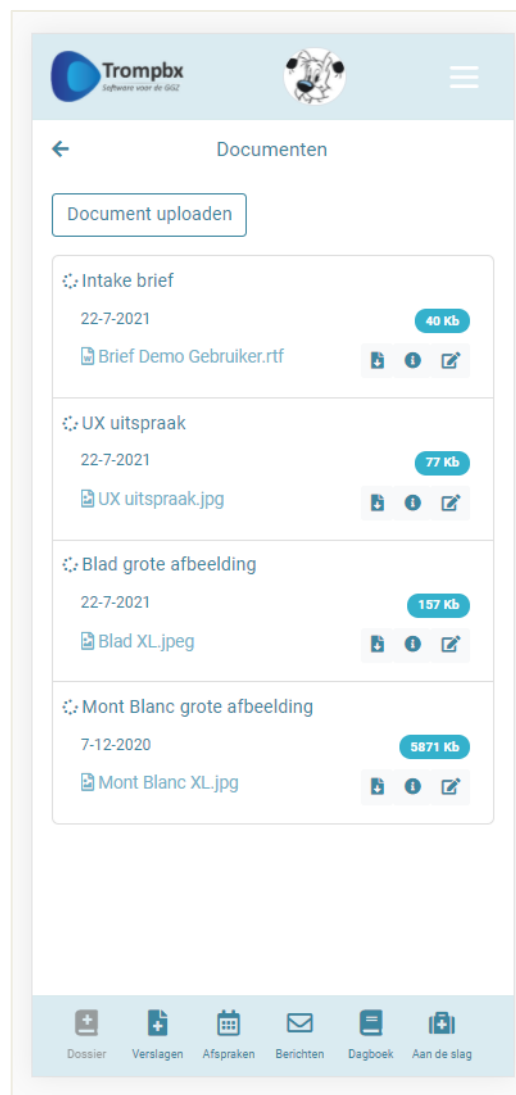 Trompbx
Software voor de GGZ
Documenten
Document uploaden
Intake brief
22-7-2021
40 Kb
Brief Demo Gebruiker.rtf
UX uitspraak
22-7-2021
77 Kb
UX uitspraak.jpg
Blad grote afbeelding
22-7-2021
157 Kb
Blad XL.jpeg
Mont Blanc grote afbeelding
7-12-2020
5871 Kb
Mont Blanc XL.jpg
Dossier Verslagen Afspraken Berichten Dagboek Aan de slag